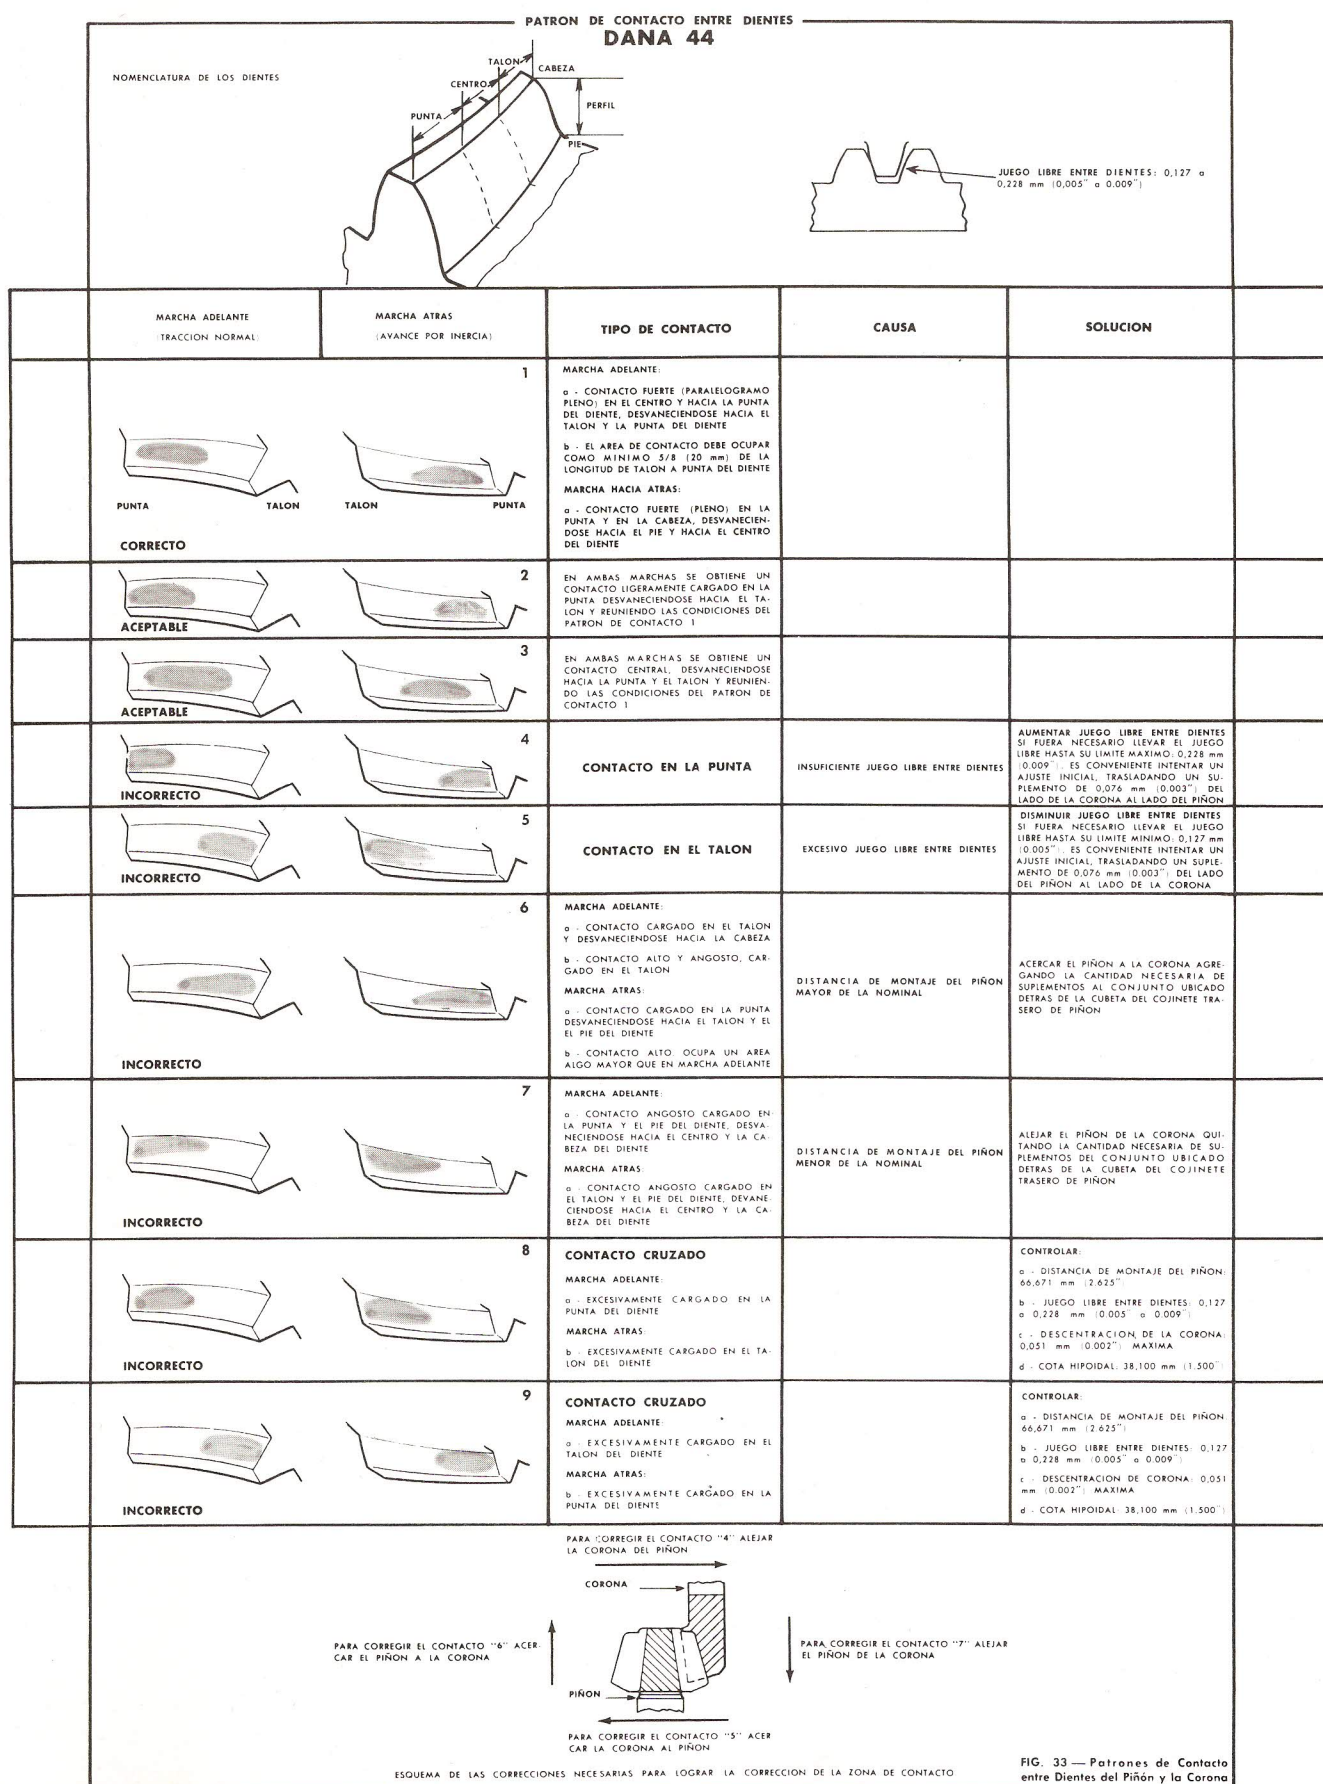 PATRON DE CONTACTO ENTRE DIENTES
DANA 44
NOMENCLATURA DE LOS DIENTES
TALON
CABEZA
CENTRO
PERFIL
PUNTA
PIE
JUEGO LIBRE ENTRE DIENTES: 0,127 a
0,228 mm (0,005" a 0.009")
MARCHA ADELANTE
(TRACCION NORMAL)
MARCHA ATRAS
(AVANCE POR INERCIA)
TIPO DE CONTACTO
CAUSA
SOLUCION
1
PUNTA
TALON
TALON
PUNTA
CORRECTO
MARCHA ADELANTE:
a - CONTACTO FUERTE (PARALELOGRAMO
PLENO) EN EL CENTRO Y HACIA LA PUNTA
DEL DIENTE, DESVANECIENDOSE HACIA EL
TALON Y LA PUNTA DEL DIENTE
b - EL AREA DE CONTACTO DEBE OCUPAR
COMO MINIMO 5/8 (20 mm) DE LA
LONGITUD DE TALON A PUNTA DEL DIENTE
MARCHA HACIA ATRAS:
a - CONTACTO FUERTE (PLENO) EN LA
PUNTA Y EN LA CABEZA, DESVANECIEN-
DOSE HACIA EL PIE Y HACIA EL CENTRO
DEL DIENTE
2
ACEPTABLE
EN AMBAS MARCHAS SE OBTIENE UN
CONTACTO LIGERAMENTE CARGADO EN LA
PUNTA DESVANECIENDOSE HACIA EL TA-
LON Y REUNIENDO LAS CONDICIONES DEL
PATRON DE CONTACTO 1
3
ACEPTABLE
EN AMBAS MARCHAS SE OBTIENE UN
CONTACTO CENTRAL, DESVANECIENDOSE
HACIA LA PUNTA Y EL TALON Y REUNIEN-
DO LAS CONDICIONES DEL PATRON DE
CONTACTO 1
4
INCORRECTO
CONTACTO EN LA PUNTA
INSUFICIENTE JUEGO LIBRE ENTRE DIENTES
AUMENTAR JUEGO LIBRE ENTRE DIENTES
SI FUERA NECESARIO LLEVAR EL JUEGO
LIBRE HASTA SU LIMITE MAXIMO: 0,228 mm
(0.009"). ES CONVENIENTE INTENTAR UN
AJUSTE INICIAL, TRASLADANDO UN SU-
PLEMENTO DE 0,076 mm (0.003") DEL
LADO DE LA CORONA AL LADO DEL PIÑON
5
INCORRECTO
CONTACTO EN EL TALON
EXCESIVO JUEGO LIBRE ENTRE DIENTES
DISMINUIR JUEGO LIBRE ENTRE DIENTES
SI FUERA NECESARIO LLEVAR EL JUEGO
LIBRE HASTA SU LIMITE MINIMO: 0,127 mm
(0.005"). ES CONVENIENTE INTENTAR UN
AJUSTE INICIAL, TRASLADANDO UN SUPLE-
MENTO DE 0,076 mm (0.003") DEL LADO
DEL PIÑON AL LADO DE LA CORONA
6
INCORRECTO
MARCHA ADELANTE:
a - CONTACTO CARGADO EN EL TALON
Y DESVANECIENDOSE HACIA LA CABEZA
b - CONTACTO ALTO Y ANGOSTO, CAR-
GADO EN EL TALON
MARCHA ATRAS:
a - CONTACTO CARGADO EN LA PUNTA
DESVANECIENDOSE HACIA EL TALON Y EL
EL PIE DEL DIENTE
b - CONTACTO ALTO. OCUPA UN AREA
ALGO MAYOR QUE EN MARCHA ADELANTE
DISTANCIA DE MONTAJE DEL PIÑON
MAYOR DE LA NOMINAL
ACERCAR EL PIÑON A LA CORONA AGRE-
GANDO LA CANTIDAD NECESARIA DE
SUPLEMENTOS AL CONJUNTO UBICADO
DETRAS DE LA CUBETA DEL COJINETE TRA-
SERO DE PIÑON
7
INCORRECTO
MARCHA ADELANTE:
a - CONTACTO ANGOSTO CARGADO EN
LA PUNTA Y EL PIE DEL DIENTE, DESVA-
NECIENDOSE HACIA EL CENTRO Y LA CA-
BEZA DEL DIENTE
MARCHA ATRAS:
a - CONTACTO ANGOSTO CARGADO EN
EL TALON Y EL PIE DEL DIENTE, DEVANE-
CIENDOSE HACIA EL CENTRO Y LA CA-
BEZA DEL DIENTE
DISTANCIA DE MONTAJE DEL PIÑON
MENOR DE LA NOMINAL
ALEJAR EL PIÑON DE LA CORONA QUI-
TANDO LA CANTIDAD NECESARIA DE SU-
PLEMENTOS DEL CONJUNTO UBICADO
DETRAS DE LA CUBETA DEL COJINETE
TRASERO DE PIÑON
8
INCORRECTO
CONTACTO CRUZADO
MARCHA ADELANTE:
a - EXCESIVAMENTE CARGADO EN LA
PUNTA DEL DIENTE
MARCHA ATRAS:
b - EXCESIVAMENTE CARGADO EN EL TA-
LON DEL DIENTE
CONTROLAR:
a - DISTANCIA DE MONTAJE DEL PIÑON:
66,671 mm (2.625")
b - JUEGO LIBRE ENTRE DIENTES: 0,127
a 0,228 mm (0.005" a 0.009")
c - DESCENTRACION, DE LA CORONA:
0,051 mm (0.002") MAXIMA
d - COTA HIPOIDAL: 38,100 mm (1.500")
9
INCORRECTO
CONTACTO CRUZADO
MARCHA ADELANTE:
a - EXCESIVAMENTE CARGADO EN EL
TALON DEL DIENTE
MARCHA ATRAS:
b - EXCESIVAMENTE CARGADO EN LA
PUNTA DEL DIENTE
CONTROLAR:
a - DISTANCIA DE MONTAJE DEL PIÑON
66,671 mm (2.625")
b - JUEGO LIBRE ENTRE DIENTES: 0,127
a 0,228 mm (0.005" a 0.009")
c - DESCENTRACION DE CORONA: 0,051
mm (0.002") MAXIMA
d - COTA HIPOIDAL: 38,100 mm (1.500")
PARA CORREGIR EL CONTACTO "4" ALEJAR
LA CORONA DEL PIÑON
CORONA
PARA CORREGIR EL CONTACTO "6" ACER-
CAR EL PIÑON A LA CORONA
PARA CORREGIR EL CONTACTO "7" ALEJAR
EL PIÑON DE LA CORONA
PIÑON
PARA CORREGIR EL CONTACTO "5" ACER
CAR LA CORONA AL PIÑON
ESQUEMA DE LAS CORRECCIONES NECESARIAS PARA LOGRAR LA CORRECCION DE LA ZONA DE CONTACTO
FIG. 33 — Patrones de Contacto
entre Dientes del Piñón y la Corona